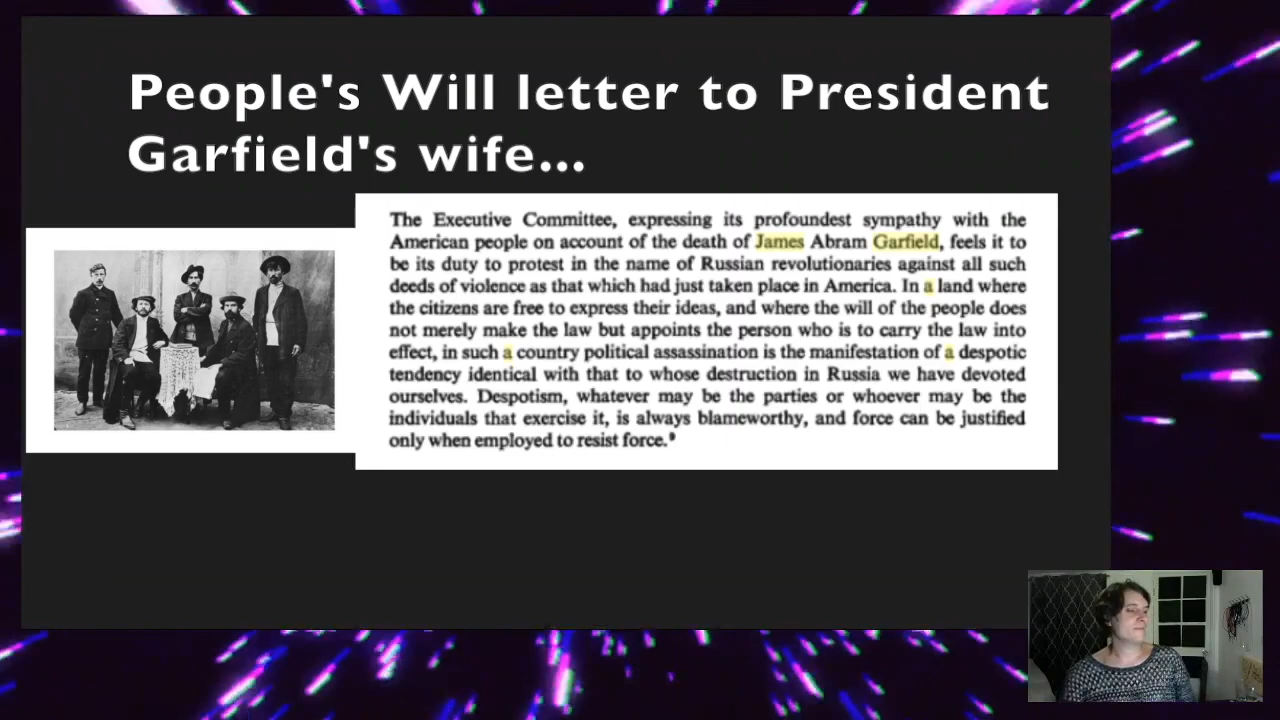 People's Will letter to President
Garfield's wife...
The Executive Committee, expressing its profoundest sympathy with the
American people on account of the death of James Abram Garfield, feels it to
be its duty to protest in the name of Russian revolutionaries against all such
deeds of violence as that which had just taken place in America. In a land where
the citizens are free to express their ideas, and where the will of the people does
not merely make the law but appoints the person who is to carry the law into
effect, in such a country political assassination is the manifestation of a despotic
tendency identical with that to whose destruction in Russia we have devoted
ourselves. Despotism, whatever may be the parties or whoever may be the
individuals that exercise it, is always blameworthy, and force can be justified
only when employed to resist force.